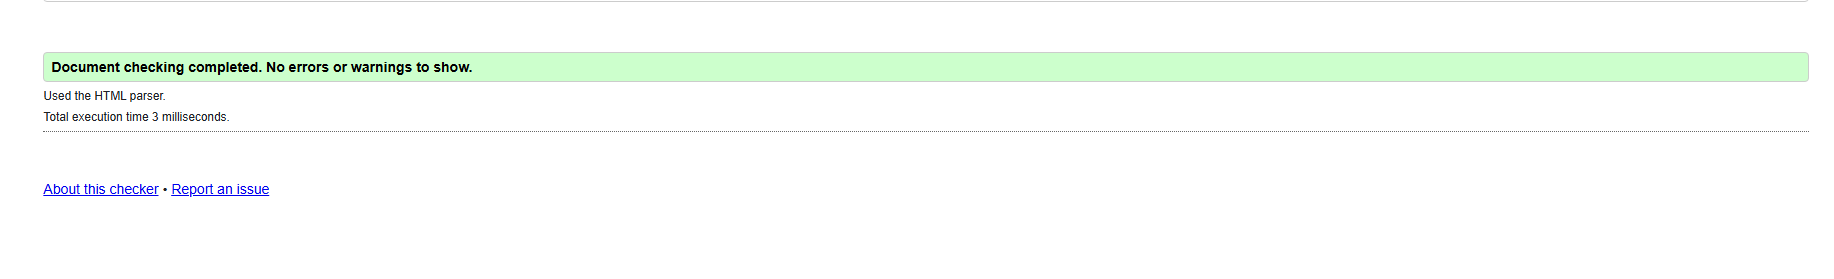 Document checking completed. No errors or warnings to show.
Used the HTML parser.
Total execution time 3 milliseconds.
About this checker • Report an issue